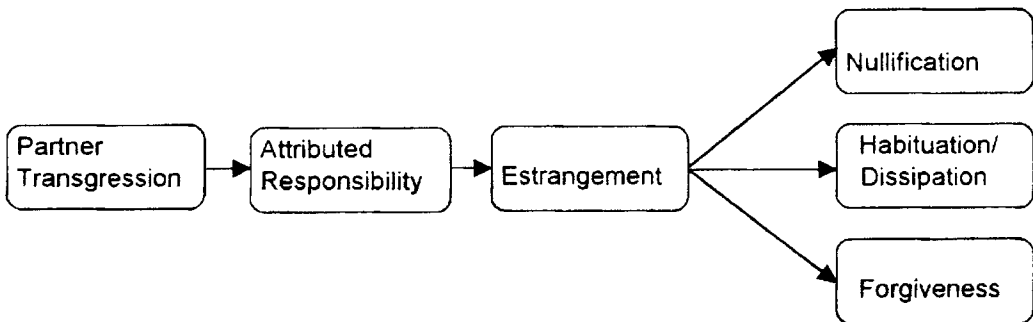 Partner
Transgression
Attributed
Responsibility
Estrangement
Nullification
Habituation/
Dissipation
Forgiveness